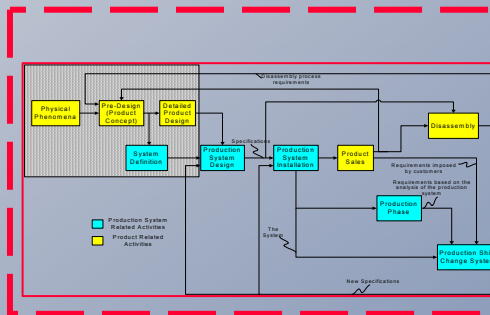 Disassembly process
requirements
Physical
Phenomena
Pre-Design
(Product
Concept)
Detailed
Product
Design
Disassembly
Specifications
System
Definition
Production
System
Design
Production
System
Installation
Product
Sales
Requirements imposed
by customers
Requirements based on the
analysis of the production
system
Production
Phase
Production System
Related Activities
Product Related
Activities
The
System
Production Shi
Change System
New Specifications